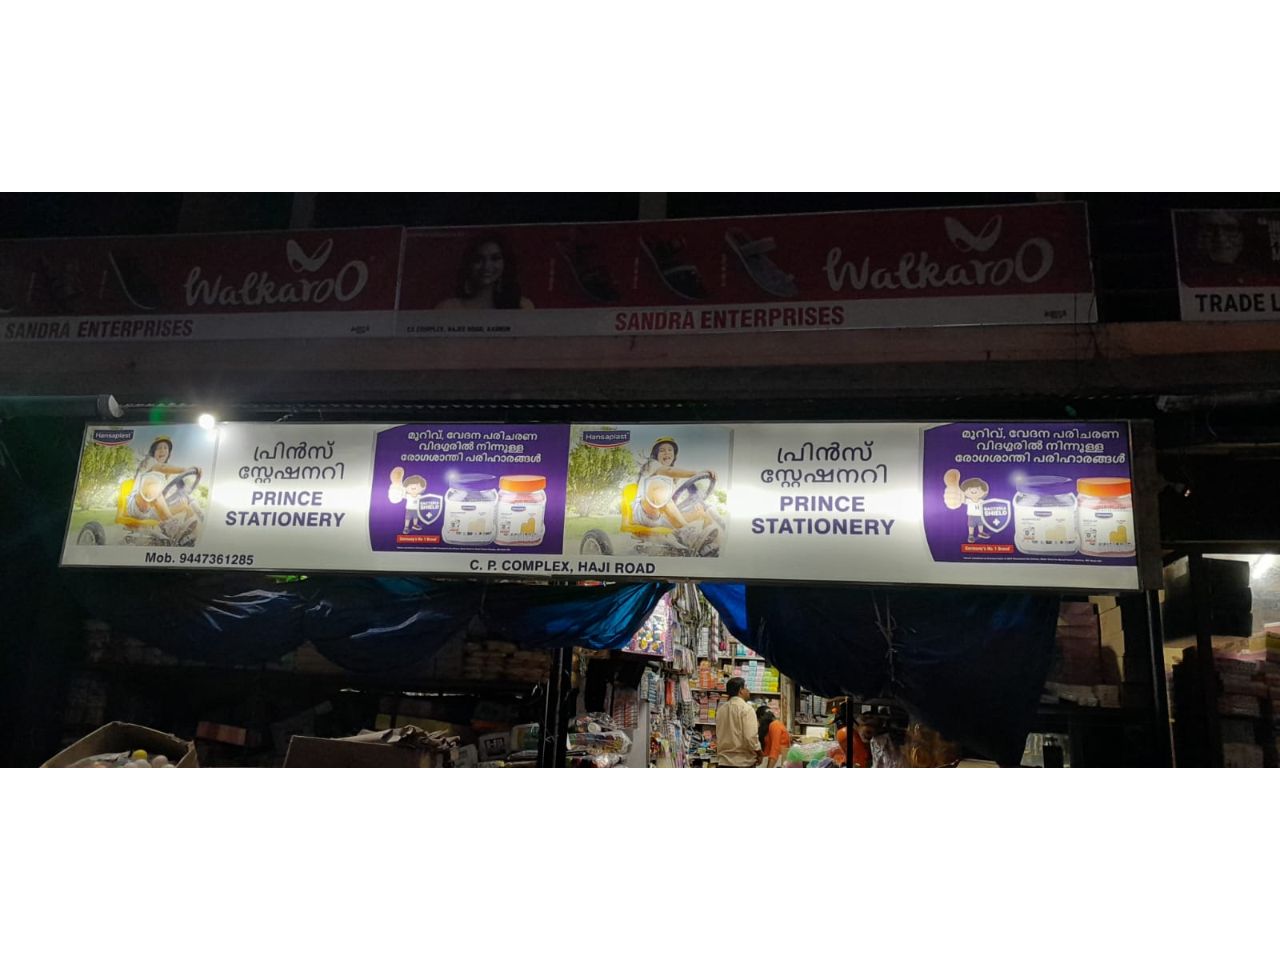 Walkaroo
SANDRA ENTERPRISES
Walkaroo
SANDRA ENTERPRISES
TRADE
Hansaplast
പ്രിൻസ്
സ്റ്റേഷനറി
PRINCE
STATIONERY
Mob. 9447361285
മുറിവ്, വേദന പരിചരണ
വിദഗ്ദ്ധരിൽ നിന്നുള്ള
രോഗശാന്തി പരിഹാരങ്ങൾ
BACTERIA
SHIELD
Germany's No 1 Brand
Hansaplast
C. P. COMPLEX, HAJI ROAD
പ്രിൻസ്
സ്റ്റേഷനറി
PRINCE
STATIONERY
മുറിവ്, വേദന പരിചരണ
വിദഗ്ദ്ധരിൽ നിന്നുള്ള
രോഗശാന്തി പരിഹാരങ്ങൾ
BACTERIA
SHIELD
Germany's No 1 Brand